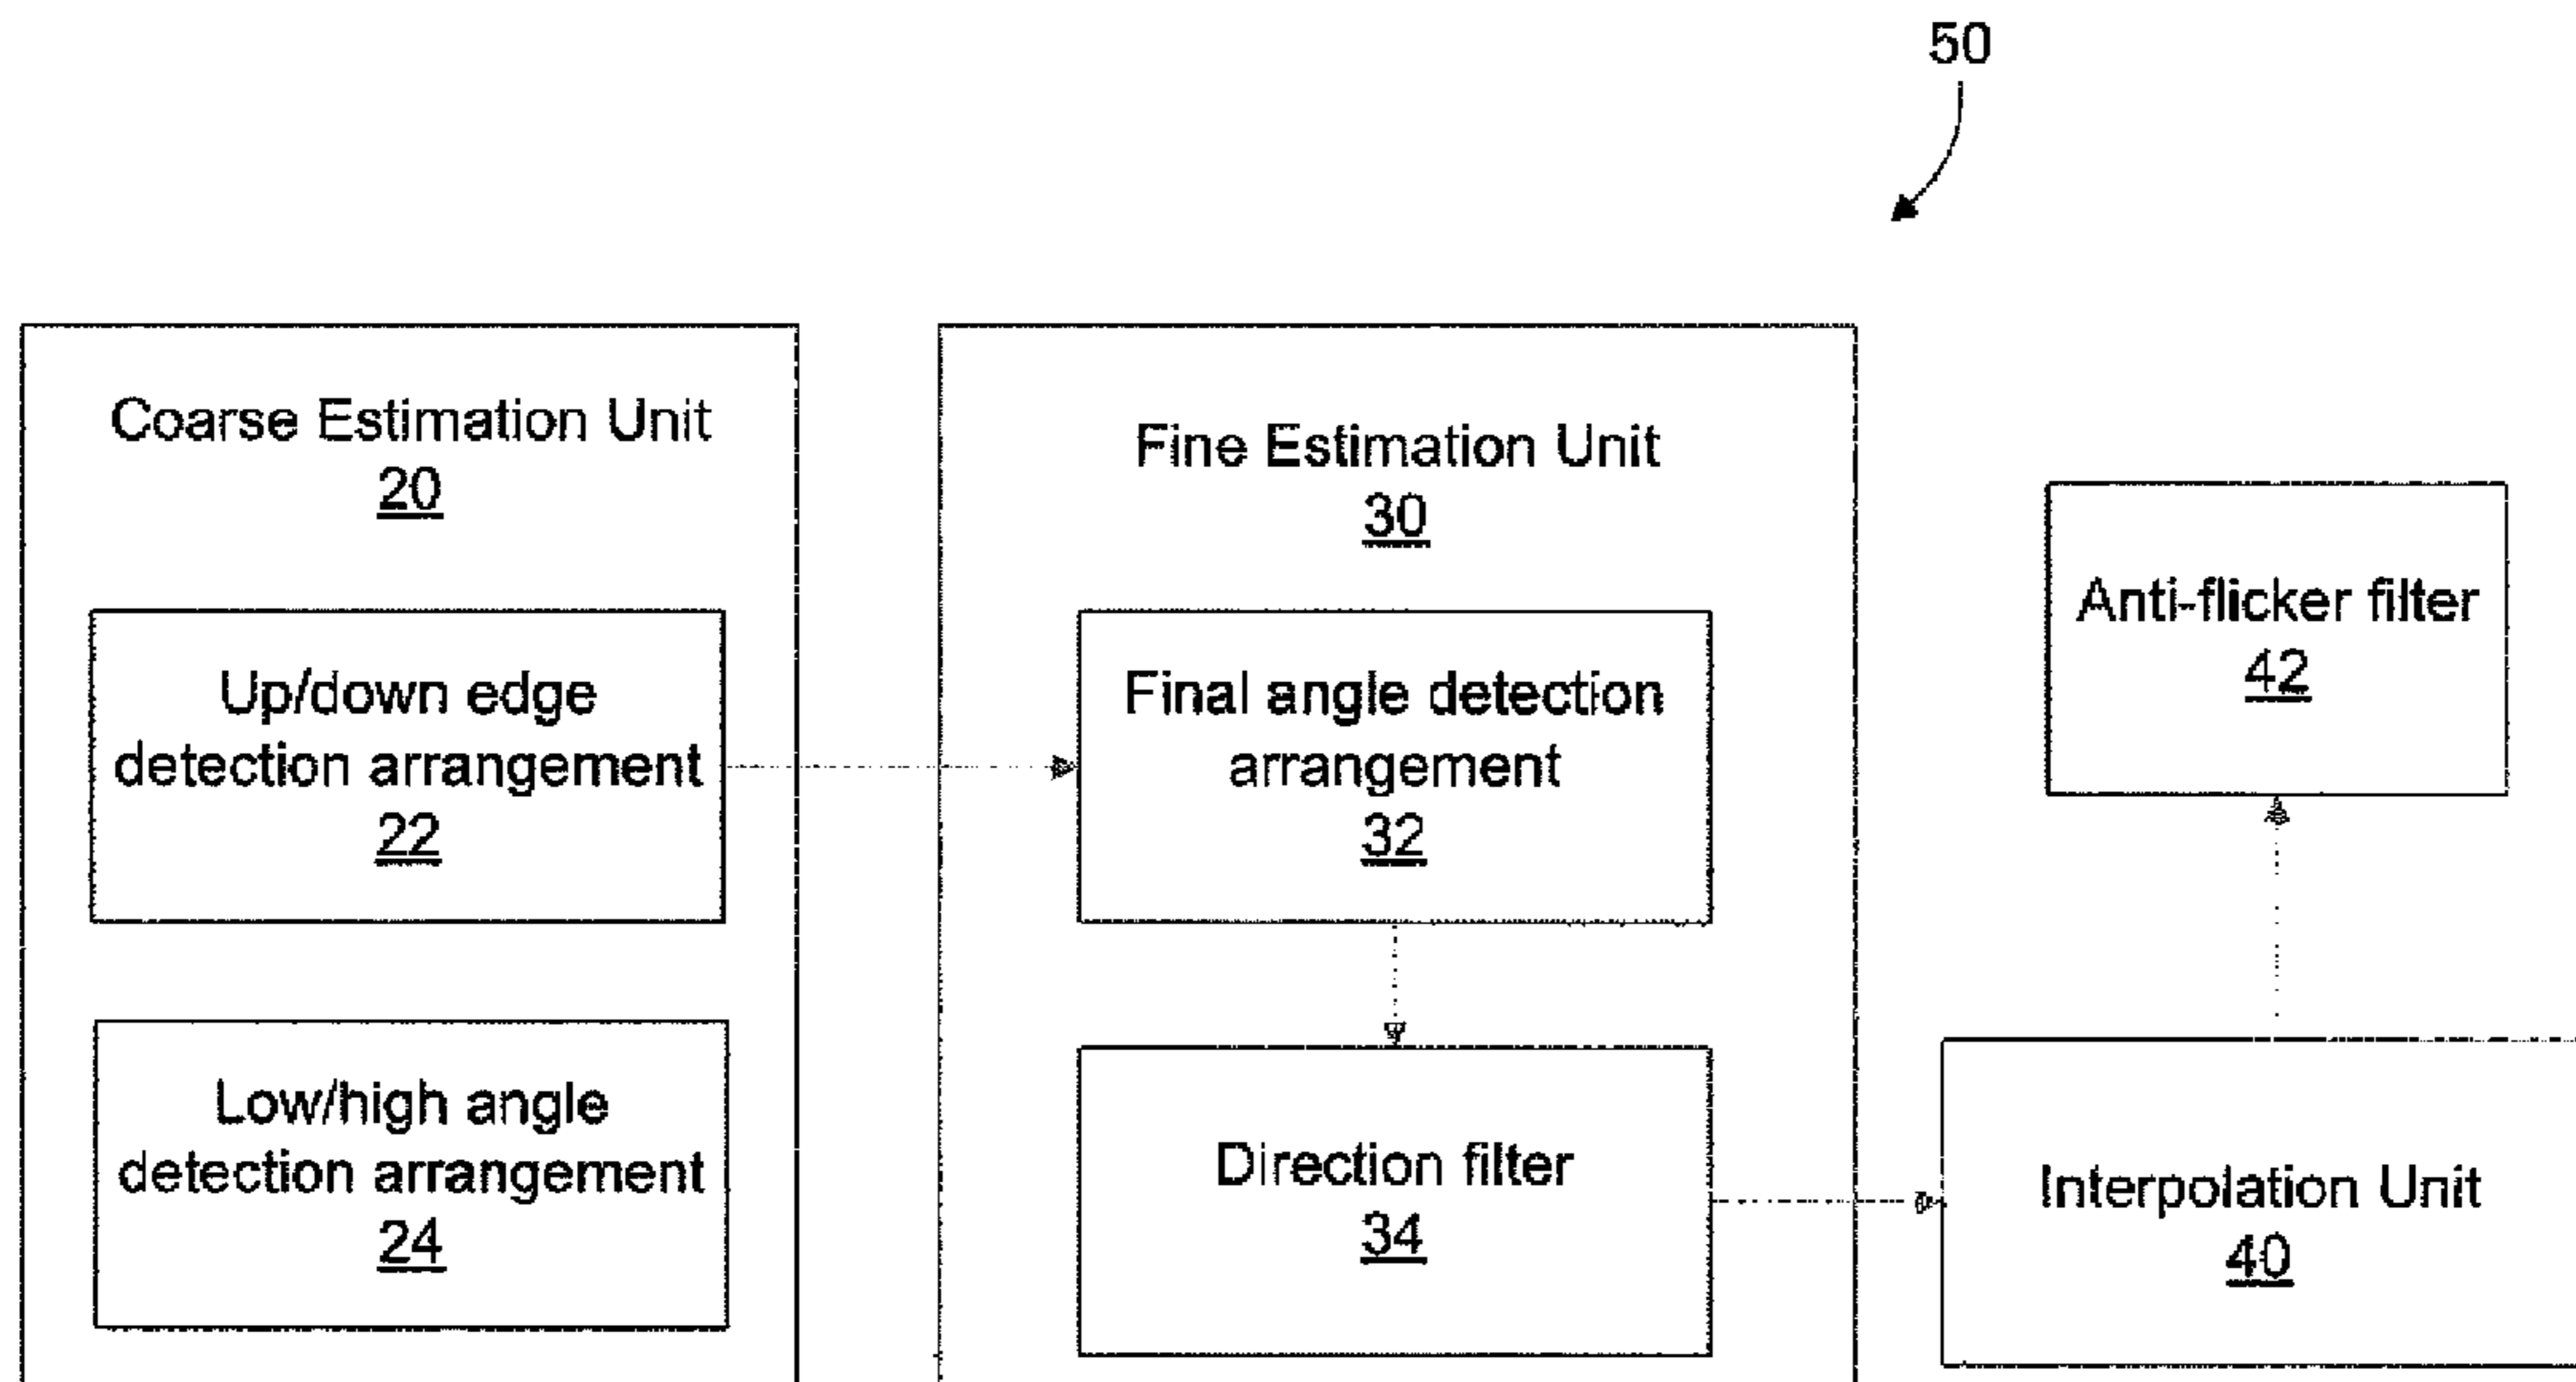 50
Coarse Estimation Unit
20
Up/down edge
detection arrangement
22
Low/high angle
detection arrangement
24
Fine Estimation Unit
30
Final angle detection
arrangement
32
Direction filter
34
Anti-flicker filter
42
Interpolation Unit
40